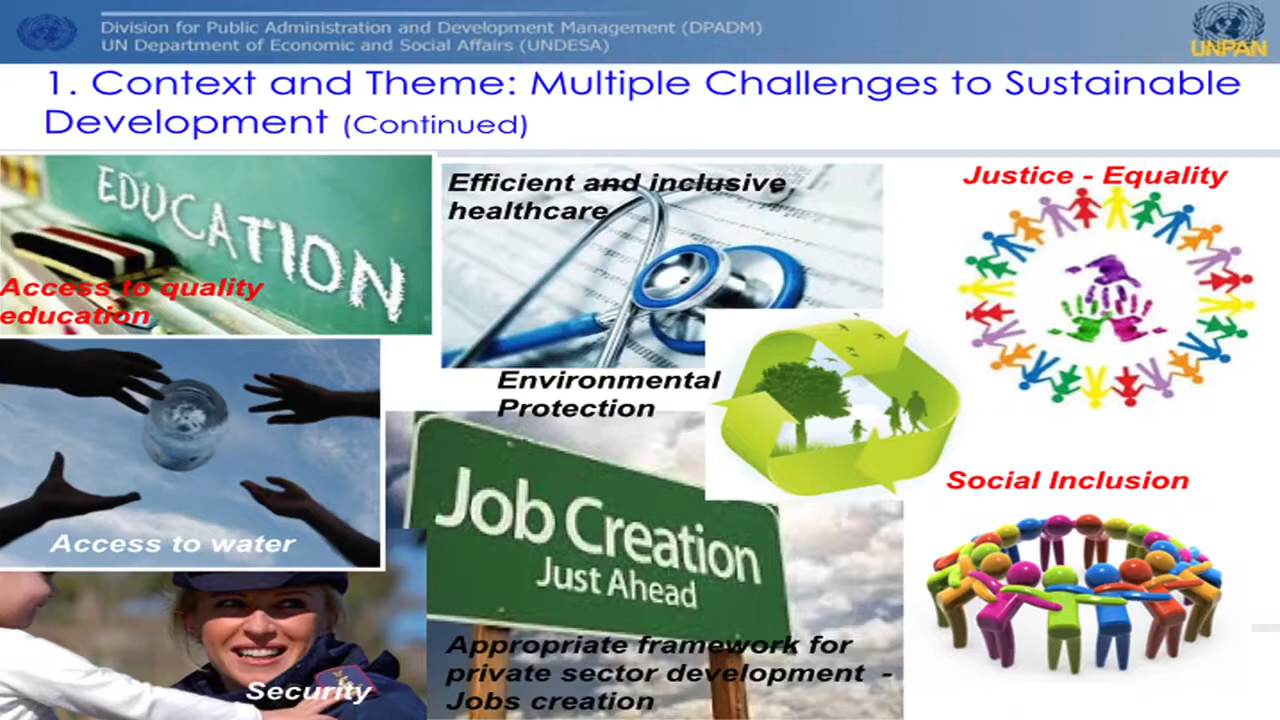 Division for Public Administration and Development Management (DPADM)
UN Department of Economic and Social Affairs (UNDESA)
UNPAN
1. Context and Theme: Multiple Challenges to Sustainable
Development (Continued)
EDUCATION
Access to quality
education
Efficient and inclusive
healthcare
Justice - Equality
Environmental
Protection
Access to water
Job Creation
Just Ahead
Social Inclusion
Security
Appropriate framework for
private sector development -
Jobs creation